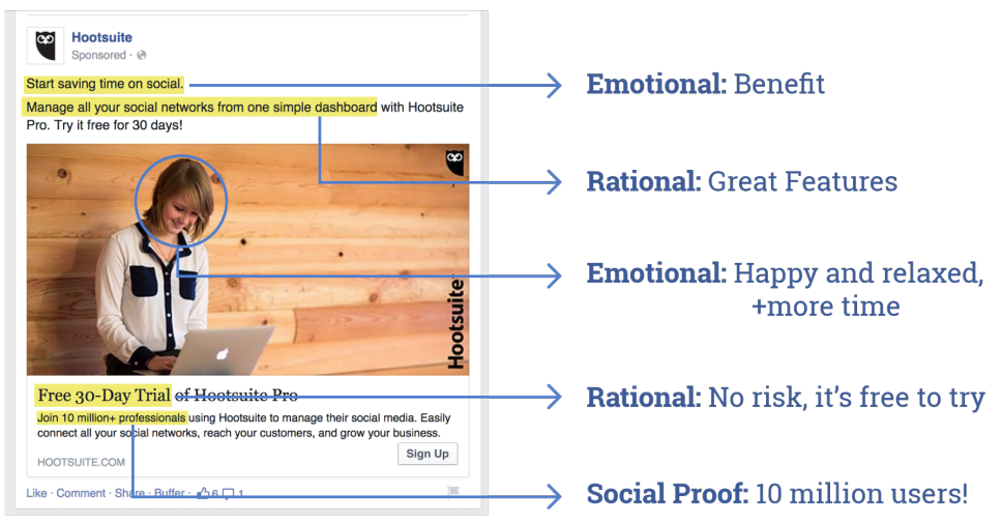 Hootsuite
Sponsored ·
Start saving time on social.
Manage all your social networks from one simple dashboard with Hootsuite
Pro. Try it free for 30 days!
Hootsuite
Free 30-Day Trial of Hootsuite Pro
Join 10 million+ professionals using Hootsuite to manage their social media. Easily
connect all your social networks, reach your customers, and grow your business.
HOOTSUITE.COM
Sign Up
Like · Comment · Share · Buffer · 6 1
Emotional: Benefit
Rational: Great Features
Emotional: Happy and relaxed,
+more time
Rational: No risk, it's free to try
Social Proof: 10 million users!